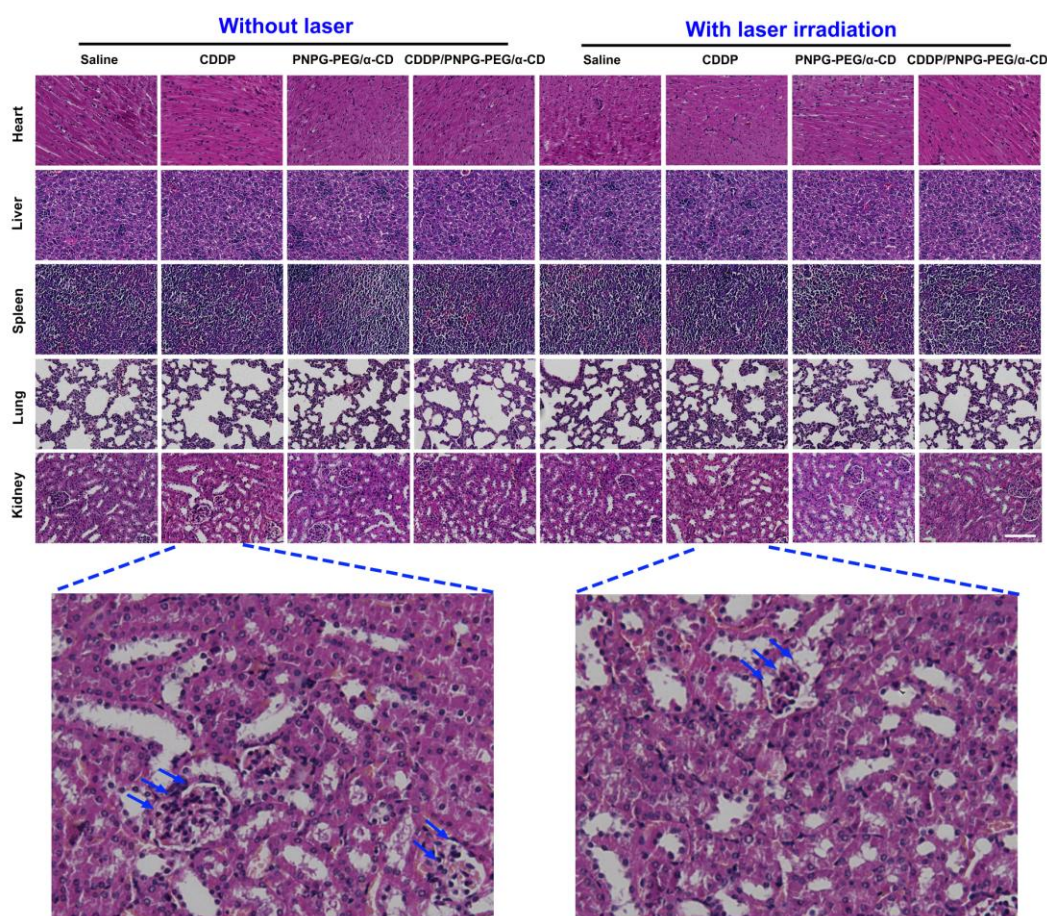 Without laser
With laser irradiation
Saline
CDDP
PNPG-PEG/α-CD
CDDP/PNPG-PEG/α-CD
Saline
CDDP
PNPG-PEG/α-CD
CDDP/PNPG-PEG/α-CD
Heart
Liver
Spleen
Lung
Kidney